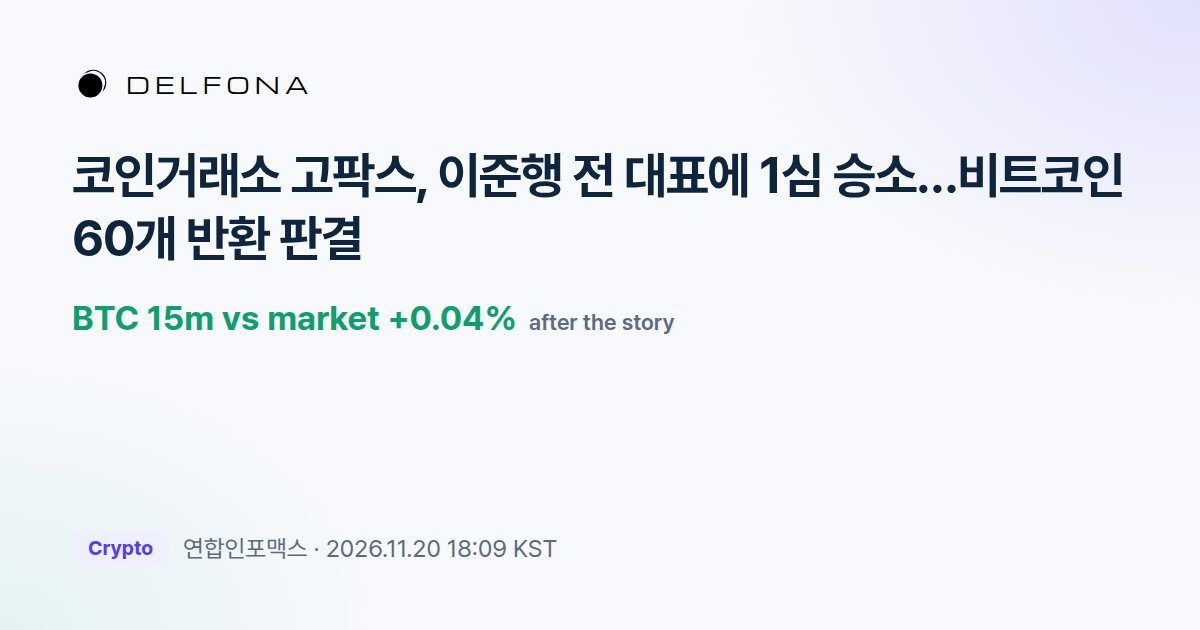 DELFONA
코인거래소 고팍스, 이준행 전 대표에 1심 승소…비트코인
60개 반환 판결
BTC 15m vs market +0.04% after the story
Crypto 연합인포맥스 · 2026.11.20 18:09 KST